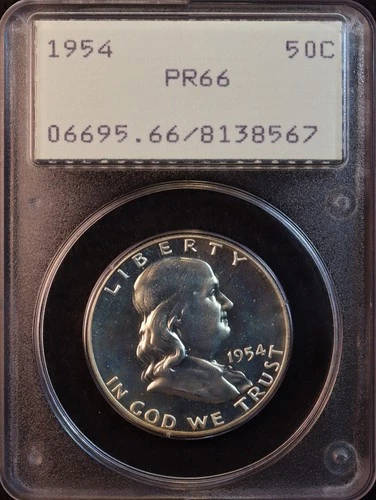 1954 50C
PR66
06695.66/8138567
LIBERTY
1954
IN GOD WE TRUST